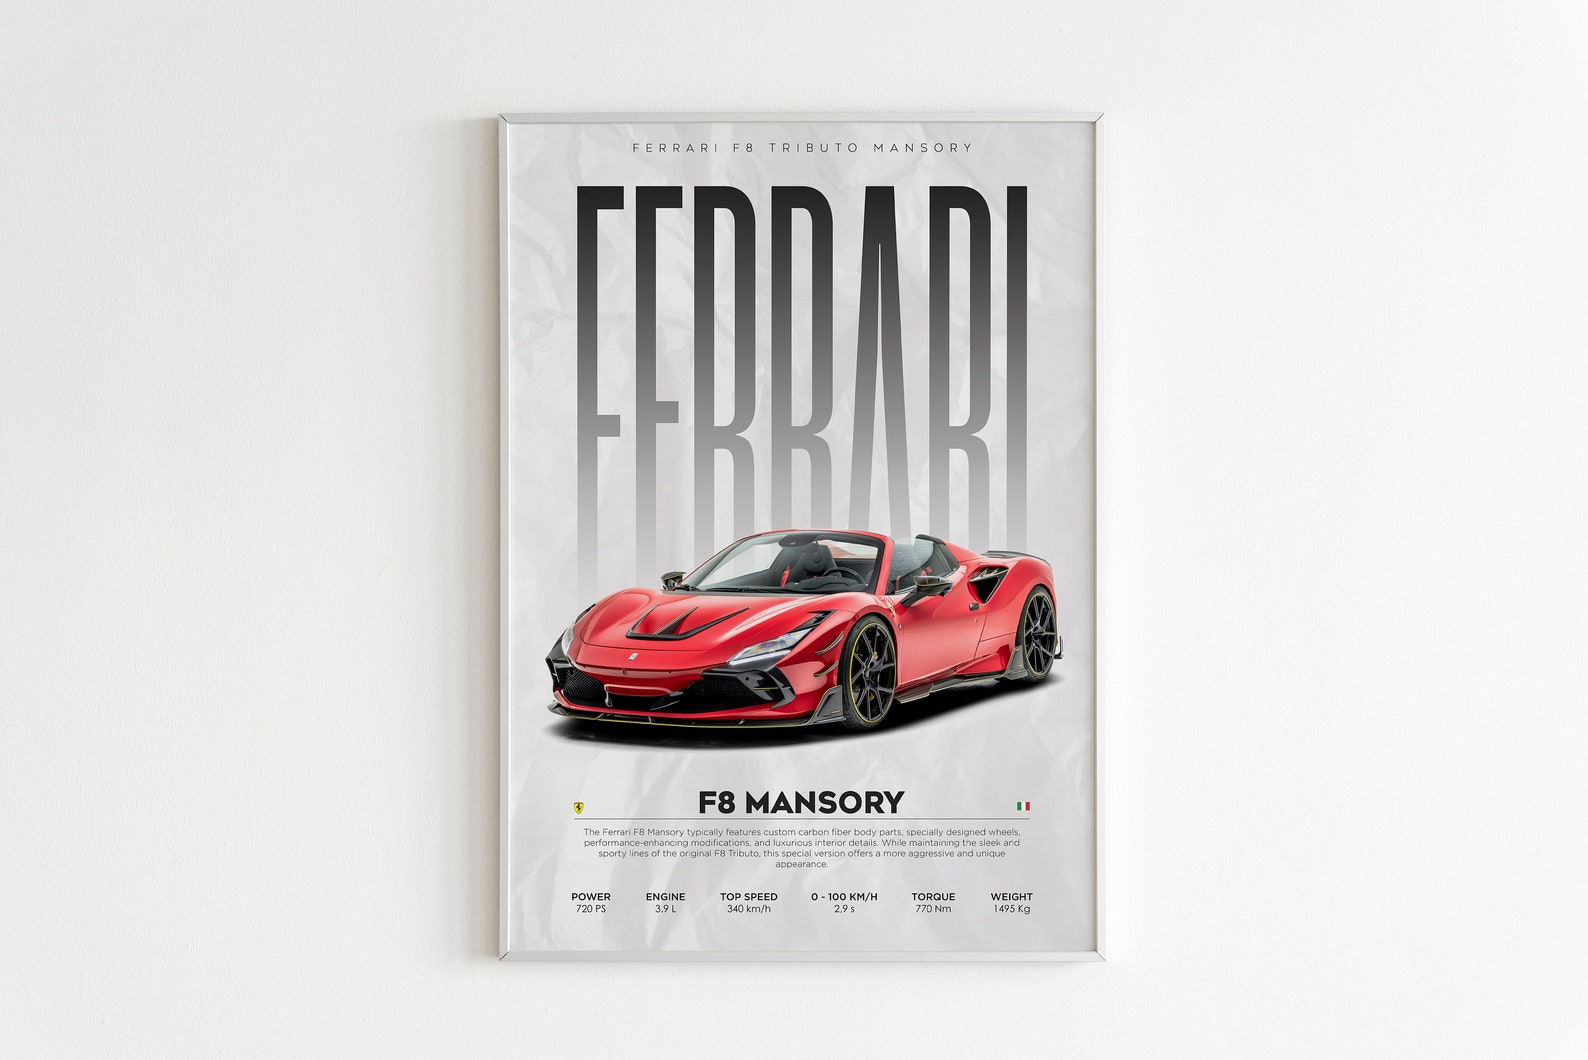 FERRARI F8 TRIBUTO MANSORY
FERRARI
F8 MANSORY
The Ferrari F8 Mansory typically features custom carbon fiber body parts, specially designed wheels,
performance-enhancing modifications, and luxurious interior details. While maintaining the sleek and
sporty lines of the original F8 Tributo, this special version offers a more aggressive and unique
appearance.
POWER ENGINE TOP SPEED 0 - 100 KM/H TORQUE WEIGHT
720 PS 3.9 L 340 km/h 2,9 s 770 Nm 1495 Kg